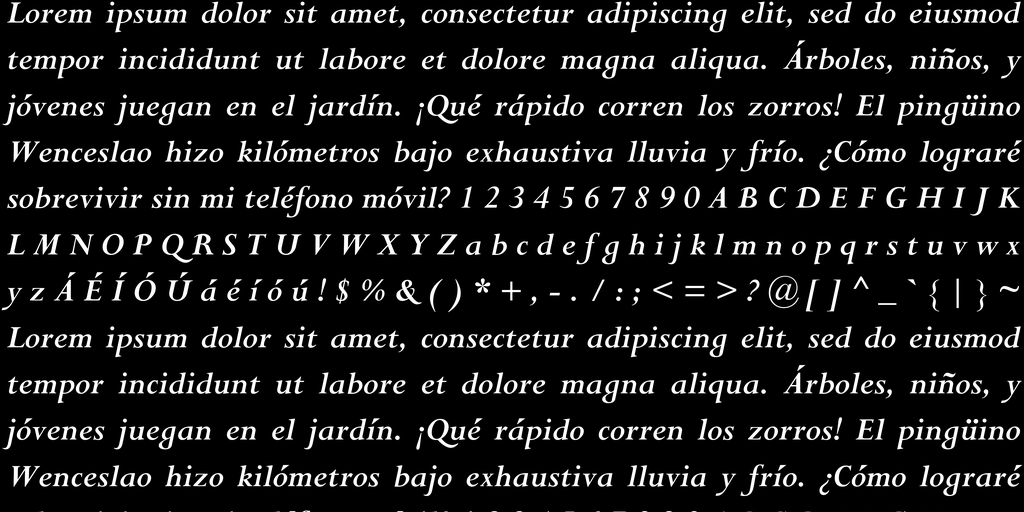 Lorem ipsum dolor sit amet, consectetur adipiscing elit, sed do eiusmod
tempor incididunt ut labore et dolore magna aliqua. Árboles, niños, y
jóvenes juegan en el jardín. ¡Qué rápido corren los zorros! El pingüino
Wenceslao hizo kilómetros bajo exhaustiva lluvia y frío. ¿Cómo lograré
sobrevivir sin mi teléfono móvil? 1 2 3 4 5 6 7 8 9 0 A B C D E F G H I J K
L M N O P Q R S T U V W X Y Z a b c d e f g h i j k l m n o p q r s t u v w x
y z Á É Í Ó Ú á é í ó ú ! $ % & ( ) * + , - . / : ; < = > ? @ [ ] ^ _ ` { | } ~
Lorem ipsum dolor sit amet, consectetur adipiscing elit, sed do eiusmod
tempor incididunt ut labore et dolore magna aliqua. Árboles, niños, y
jóvenes juegan en el jardín. ¡Qué rápido corren los zorros! El pingüino
Wenceslao hizo kilómetros bajo exhaustiva lluvia y frío. ¿Cómo lograré